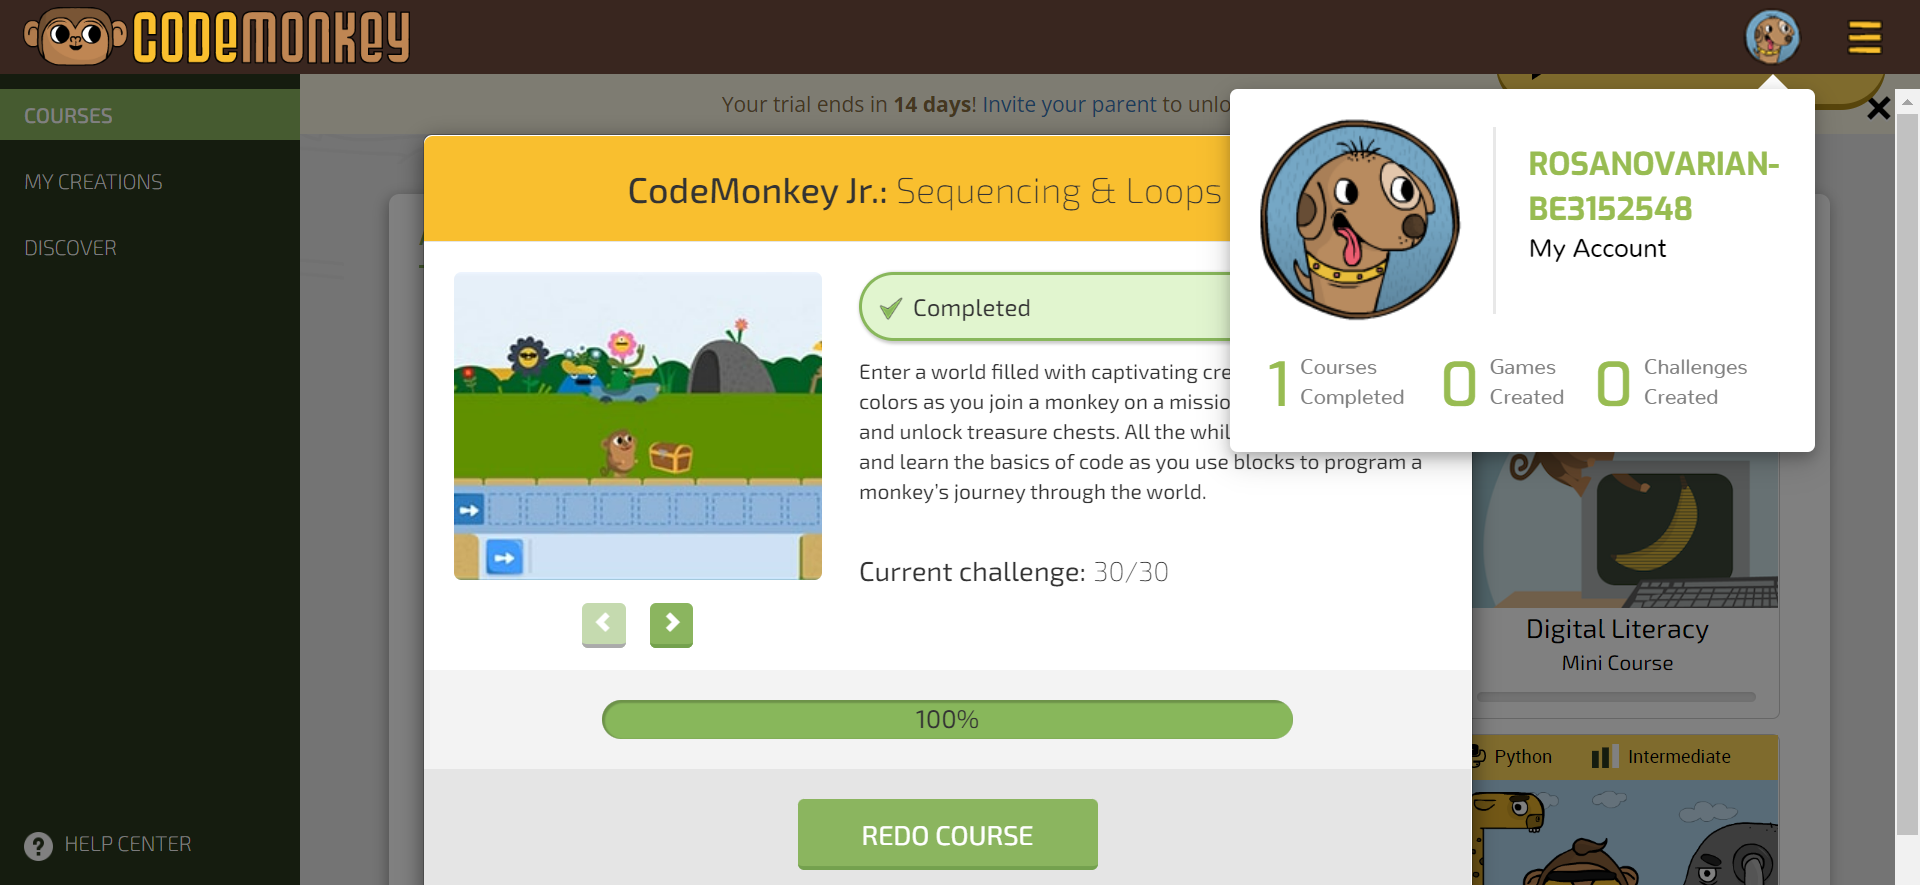 CODEMONKEY
COURSES
MY CREATIONS
DISCOVER
HELP CENTER
Your trial ends in 14 days! Invite your parent to unlo
CodeMonkey Jr.: Sequencing & Loops
Completed
Enter a world filled with captivating cre
colors as you join a monkey on a missio
and unlock treasure chests. All the whil
and learn the basics of code as you use blocks to program a
monkey's journey through the world.
Current challenge: 30/30
100%
REDO COURSE
ROSANOVARIAN-
BE3152548
My Account
1 Courses
Completed
0 Games
Created
0 Challenges
Created
Digital Literacy
Mini Course
Python Intermediate